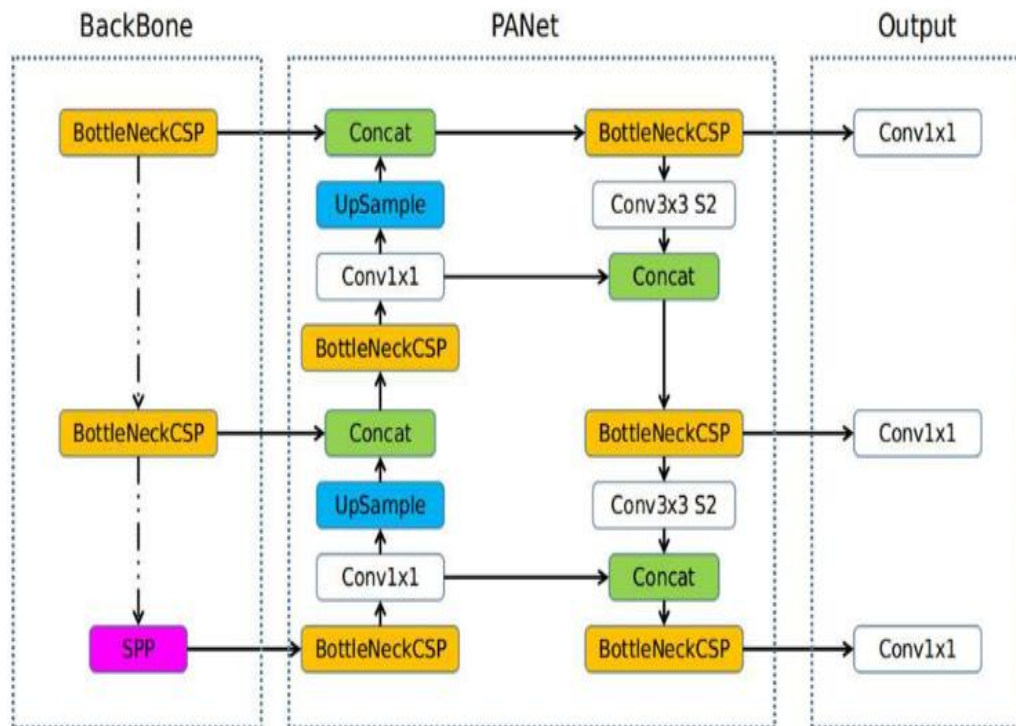 BackBone
PANet
Output
BottleNeckCSP
Concat
BottleNeckCSP
Conv1x1
UpSample
Conv3x3 S2
Conv1x1
Concat
BottleNeckCSP
BottleNeckCSP
Concat
BottleNeckCSP
Conv1x1
UpSample
Conv3x3 S2
Conv1x1
Concat
SPP
BottleNeckCSP
BottleNeckCSP
Conv1x1